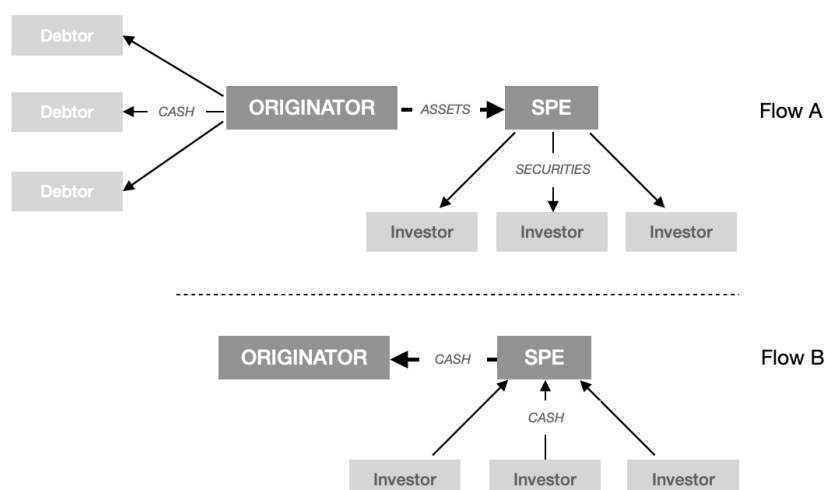 Debtor
ORIGINATOR
ASSETS
SPE
Flow A
Debtor
CASH
Debtor
SECURITIES
Investor
Investor
Investor
ORIGINATOR
CASH
SPE
Flow B
CASH
Investor
Investor
Investor